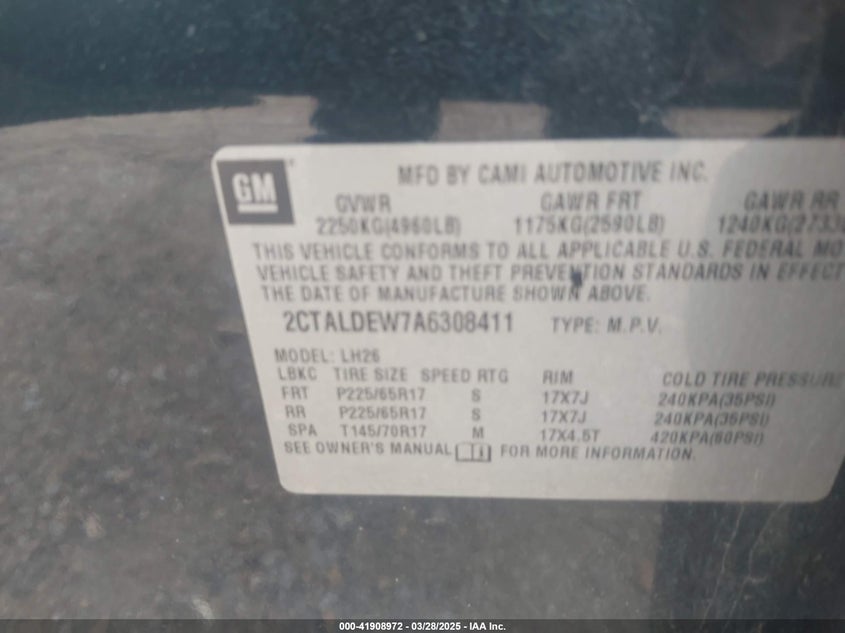 GM
MFD BY CAMI AUTOMOTIVE INC.
GVWR GAWR FRT GAWR RR
2250KG(4960LB) 1175KG(2590LB) 1240KG(2733
THIS VEHICLE CONFORMS TO ALL APPLICABLE U.S. FEDERAL MO
VEHICLE SAFETY AND THEFT PREVENTION STANDARDS IN EFFECT
THE DATE OF MANUFACTURE SHOWN ABOVE.
2CTALDEW7A6308411 TYPE: M.P.V.
MODEL: LH26
LBKC TIRE SIZE SPEED RTG RIM COLD TIRE PRESSURE
FRT P225/65R17 S 17X7J 240KPA(35PSI)
RR P225/65R17 S 17X7J 240KPA(35PSI)
SPA T145/70R17 M 17X4.5T 420KPA(60PSI)
SEE OWNER'S MANUAL FOR MORE INFORMATION.
000-41908972 - 03/28/2025 - IAA Inc.